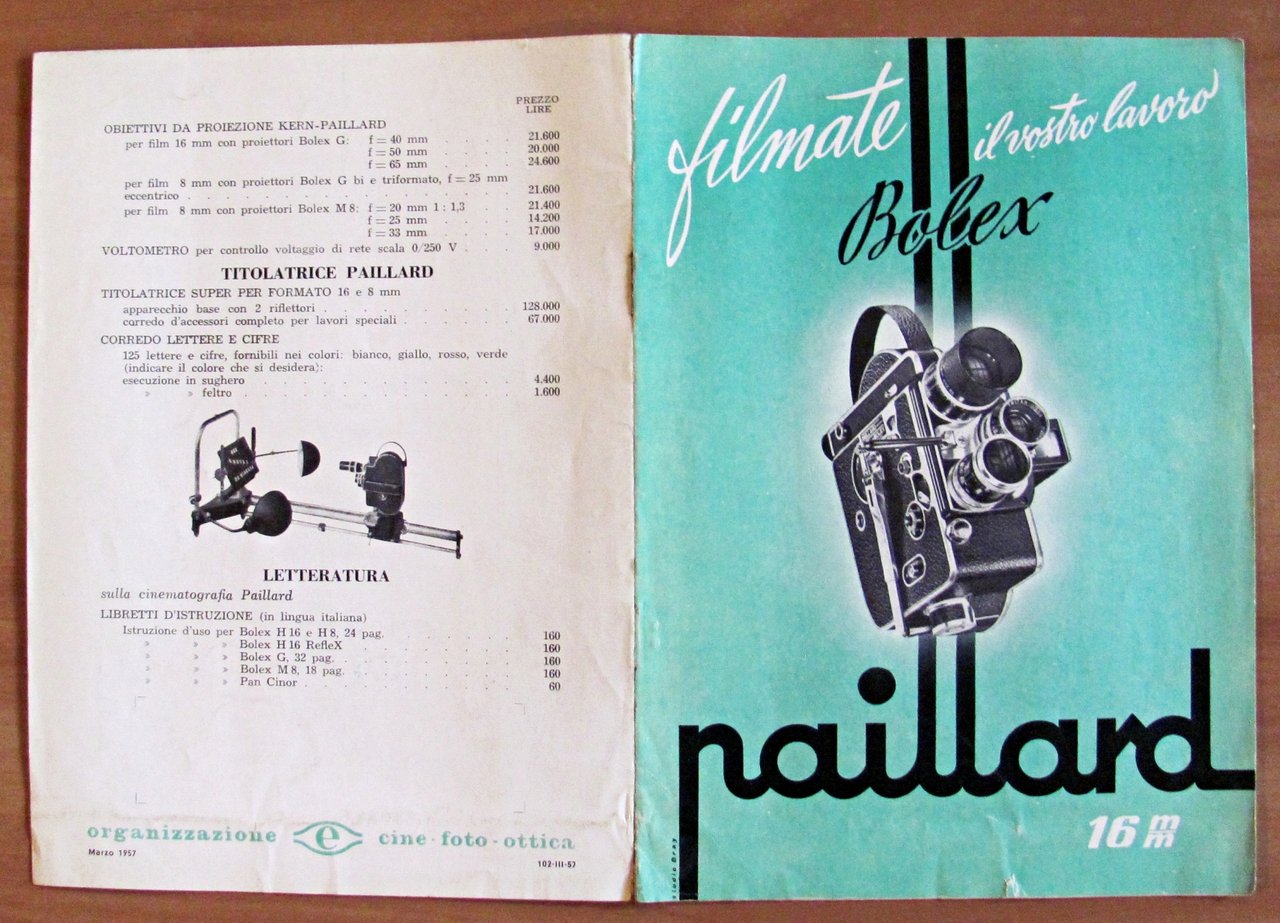 PREZZO
LIRE
OBIETTIVI DA PROIEZIONE KERN-PAILLARD
per film 16 mm con proiettori Bolex G: f = 40 mm . . . . 21.600
f = 50 mm . . . . 20.000
f = 65 mm . . . . 24.600
per film 8 mm con proiettori Bolex G bi e triformato, f = 25 mm
eccentrico . . . . . . . . . . . . . . . . 21.600
per film 8 mm con proiettori Bolex M 8: f = 20 mm 1 : 1,3 . . 21.400
f = 25 mm . . . . 14.200
f = 33 mm . . . . 17.000
VOLTOMETRO per controllo voltaggio di rete scala 0/250 V . . . 9.000
TITOLATRICE PAILLARD
TITOLATRICE SUPER PER FORMATO 16 e 8 mm
apparecchio base con 2 riflettori . . . . . . . . . . 128.000
corredo d'accessori completo per lavori speciali . . . . . . 67.000
CORREDO LETTERE E CIFRE
125 lettere e cifre, fornibili nei colori: bianco, giallo, rosso, verde
(indicare il colore che si desidera):
esecuzione in sughero . . . . . . . . . . . . . 4.400
» » feltro . . . . . . . . . . . . . . 1.600
LETTERATURA
sulla cinematografia Paillard
LIBRETTI D'ISTRUZIONE (in lingua italiana)
Istruzione d'uso per Bolex H 16 e H 8, 24 pag. . . . . . . 160
» » » Bolex H 16 RefleX . . . . . . . . 160
» » » Bolex G, 32 pag. . . . . . . . . 160
» » » Bolex M 8, 18 pag. . . . . . . . . 160
» » » Pan Cinor . . . . . . . . . . . 60
organizzazione e cine-foto-ottica
Marzo 1957
102-III-57
filmate il vostro lavoro
Bolex
paillard
16 mm
studio Bray